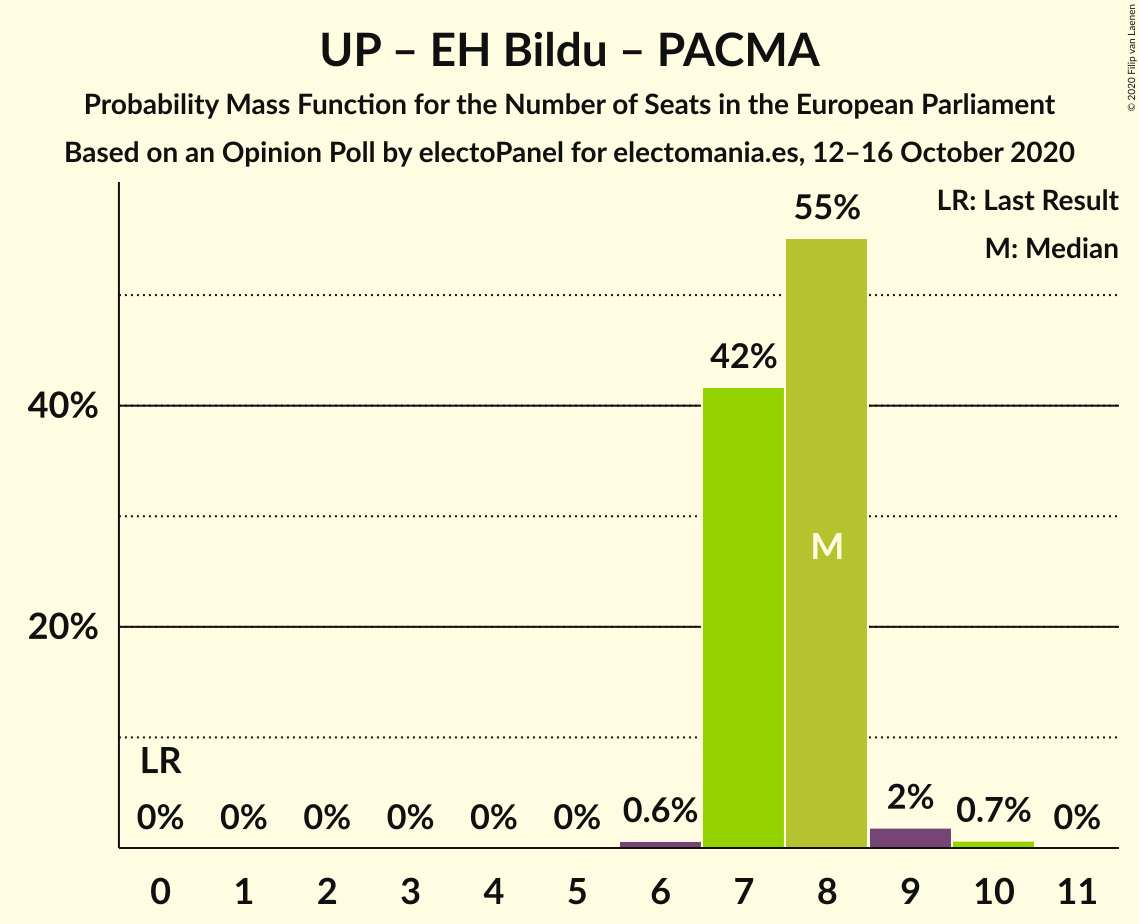 UP – EH Bildu – PACMA
Probability Mass Function for the Number of Seats in the European Parliament
Based on an Opinion Poll by electoPanel for electomania.es, 12–16 October 2020
© 2020 Filip van Laenen
LR: Last Result
M: Median
55%
42%
40%
M
20%
LR
0% 0% 0% 0% 0% 0% 0.6% 2% 0.7% 0%
0 1 2 3 4 5 6 7 8 9 10 11